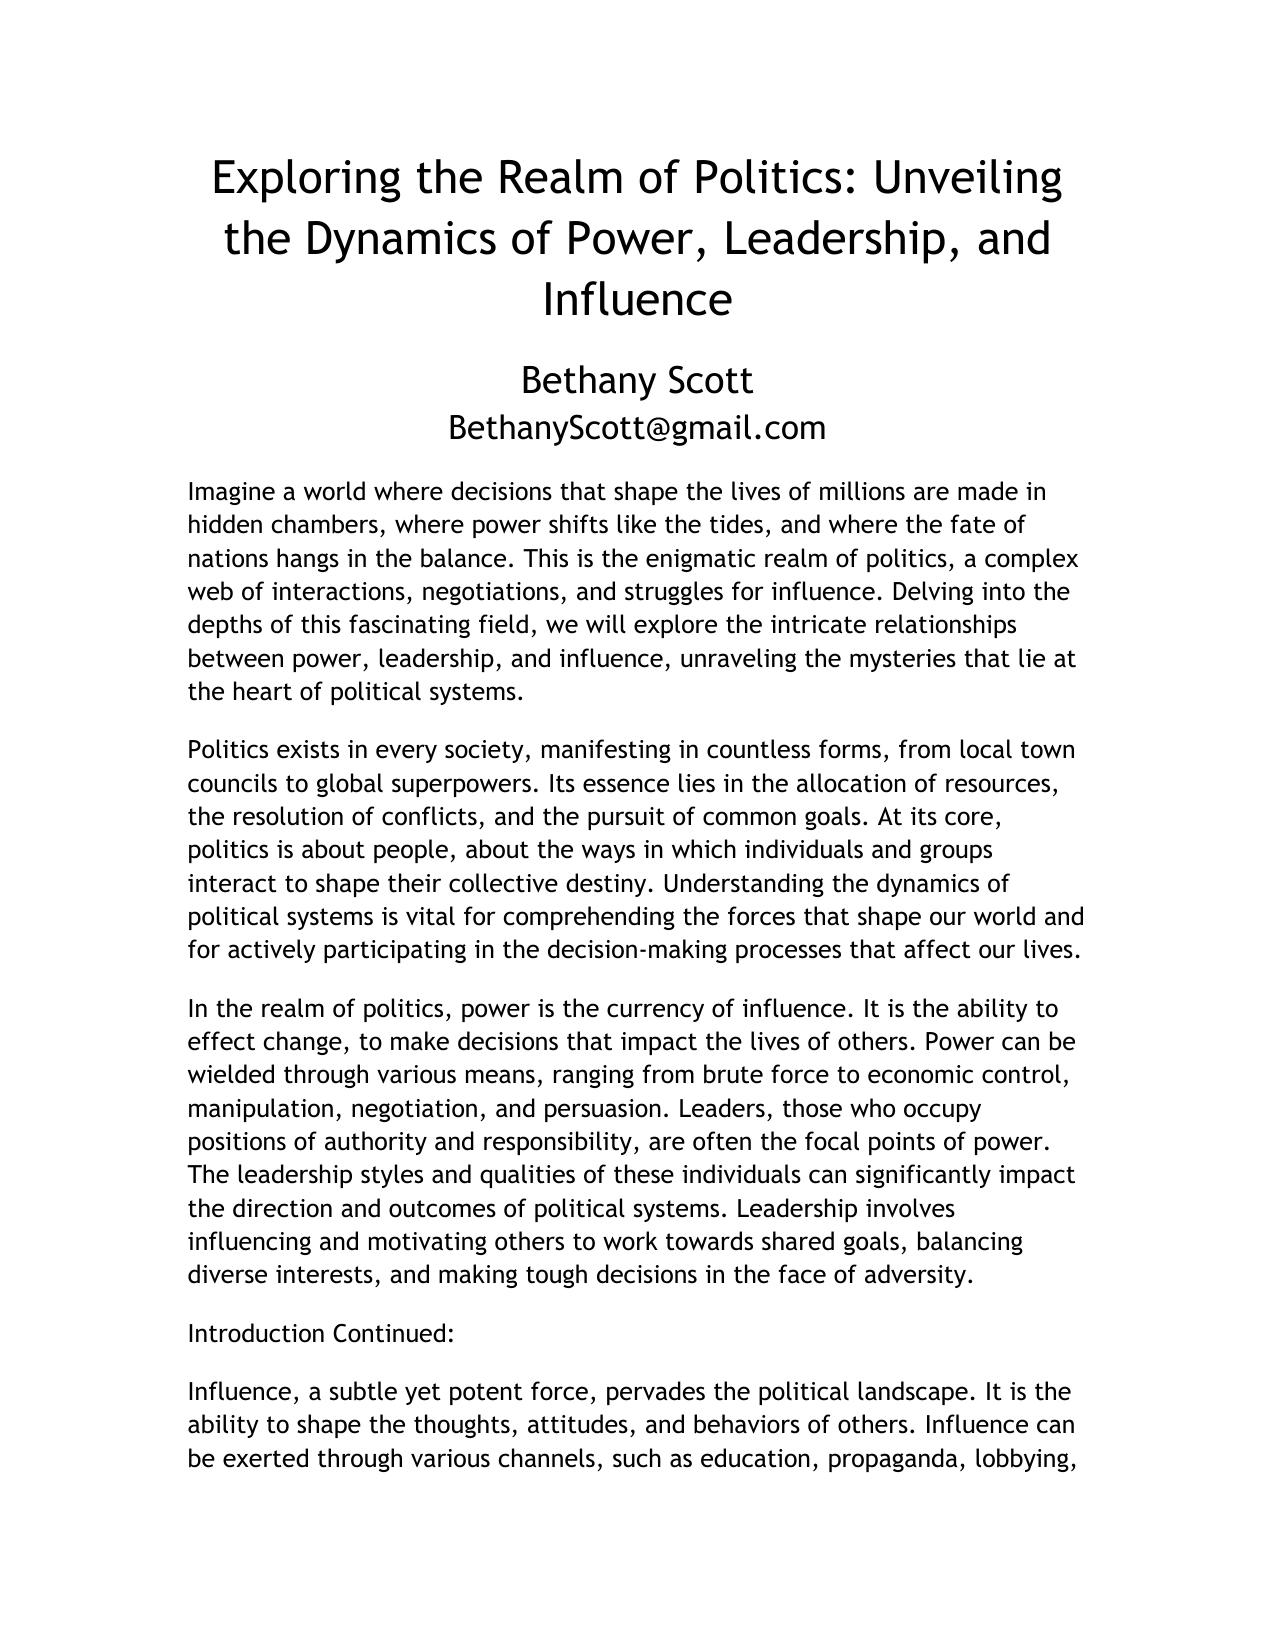 Exploring the Realm of Politics: Unveiling
the Dynamics of Power, Leadership, and
Influence
Bethany Scott
BethanyScott@gmail.com
Imagine a world where decisions that shape the lives of millions are made in
hidden chambers, where power shifts like the tides, and where the fate of
nations hangs in the balance. This is the enigmatic realm of politics, a complex
web of interactions, negotiations, and struggles for influence. Delving into the
depths of this fascinating field, we will explore the intricate relationships
between power, leadership, and influence, unraveling the mysteries that lie at
the heart of political systems.
Politics exists in every society, manifesting in countless forms, from local town
councils to global superpowers. Its essence lies in the allocation of resources,
the resolution of conflicts, and the pursuit of common goals. At its core,
politics is about people, about the ways in which individuals and groups
interact to shape their collective destiny. Understanding the dynamics of
political systems is vital for comprehending the forces that shape our world and
for actively participating in the decision-making processes that affect our lives.
In the realm of politics, power is the currency of influence. It is the ability to
effect change, to make decisions that impact the lives of others. Power can be
wielded through various means, ranging from brute force to economic control,
manipulation, negotiation, and persuasion. Leaders, those who occupy
positions of authority and responsibility, are often the focal points of power.
The leadership styles and qualities of these individuals can significantly impact
the direction and outcomes of political systems. Leadership involves
influencing and motivating others to work towards shared goals, balancing
diverse interests, and making tough decisions in the face of adversity.
Introduction Continued:
Influence, a subtle yet potent force, pervades the political landscape. It is the
ability to shape the thoughts, attitudes, and behaviors of others. Influence can
be exerted through various channels, such as education, propaganda, lobbying,